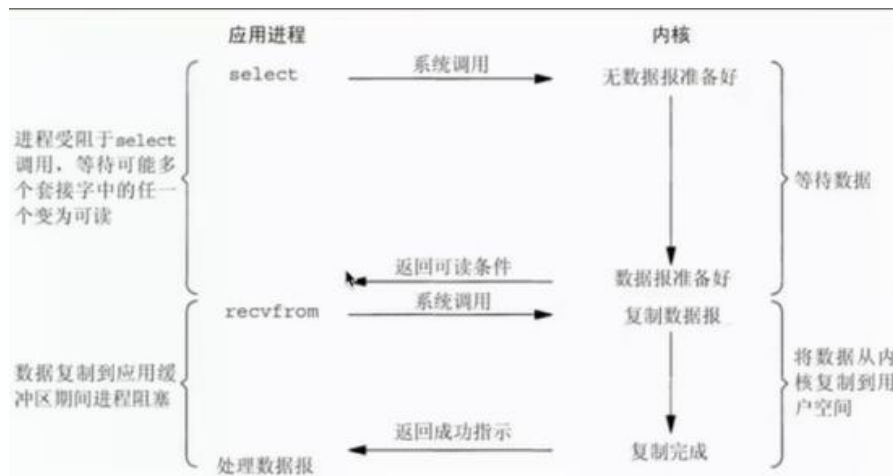 应用进程
内核
select
系统调用
无数据报准备好
进程受阻于select
调用，等待可能多
个套接字中的任一
个变为可读
等待数据
返回可读条件
数据报准备好
recvfrom
系统调用
复制数据报
数据复制到应用缓
冲区期间进程阻塞
将数据从内
核复制到用
户空间
返回成功指示
复制完成
处理数据报